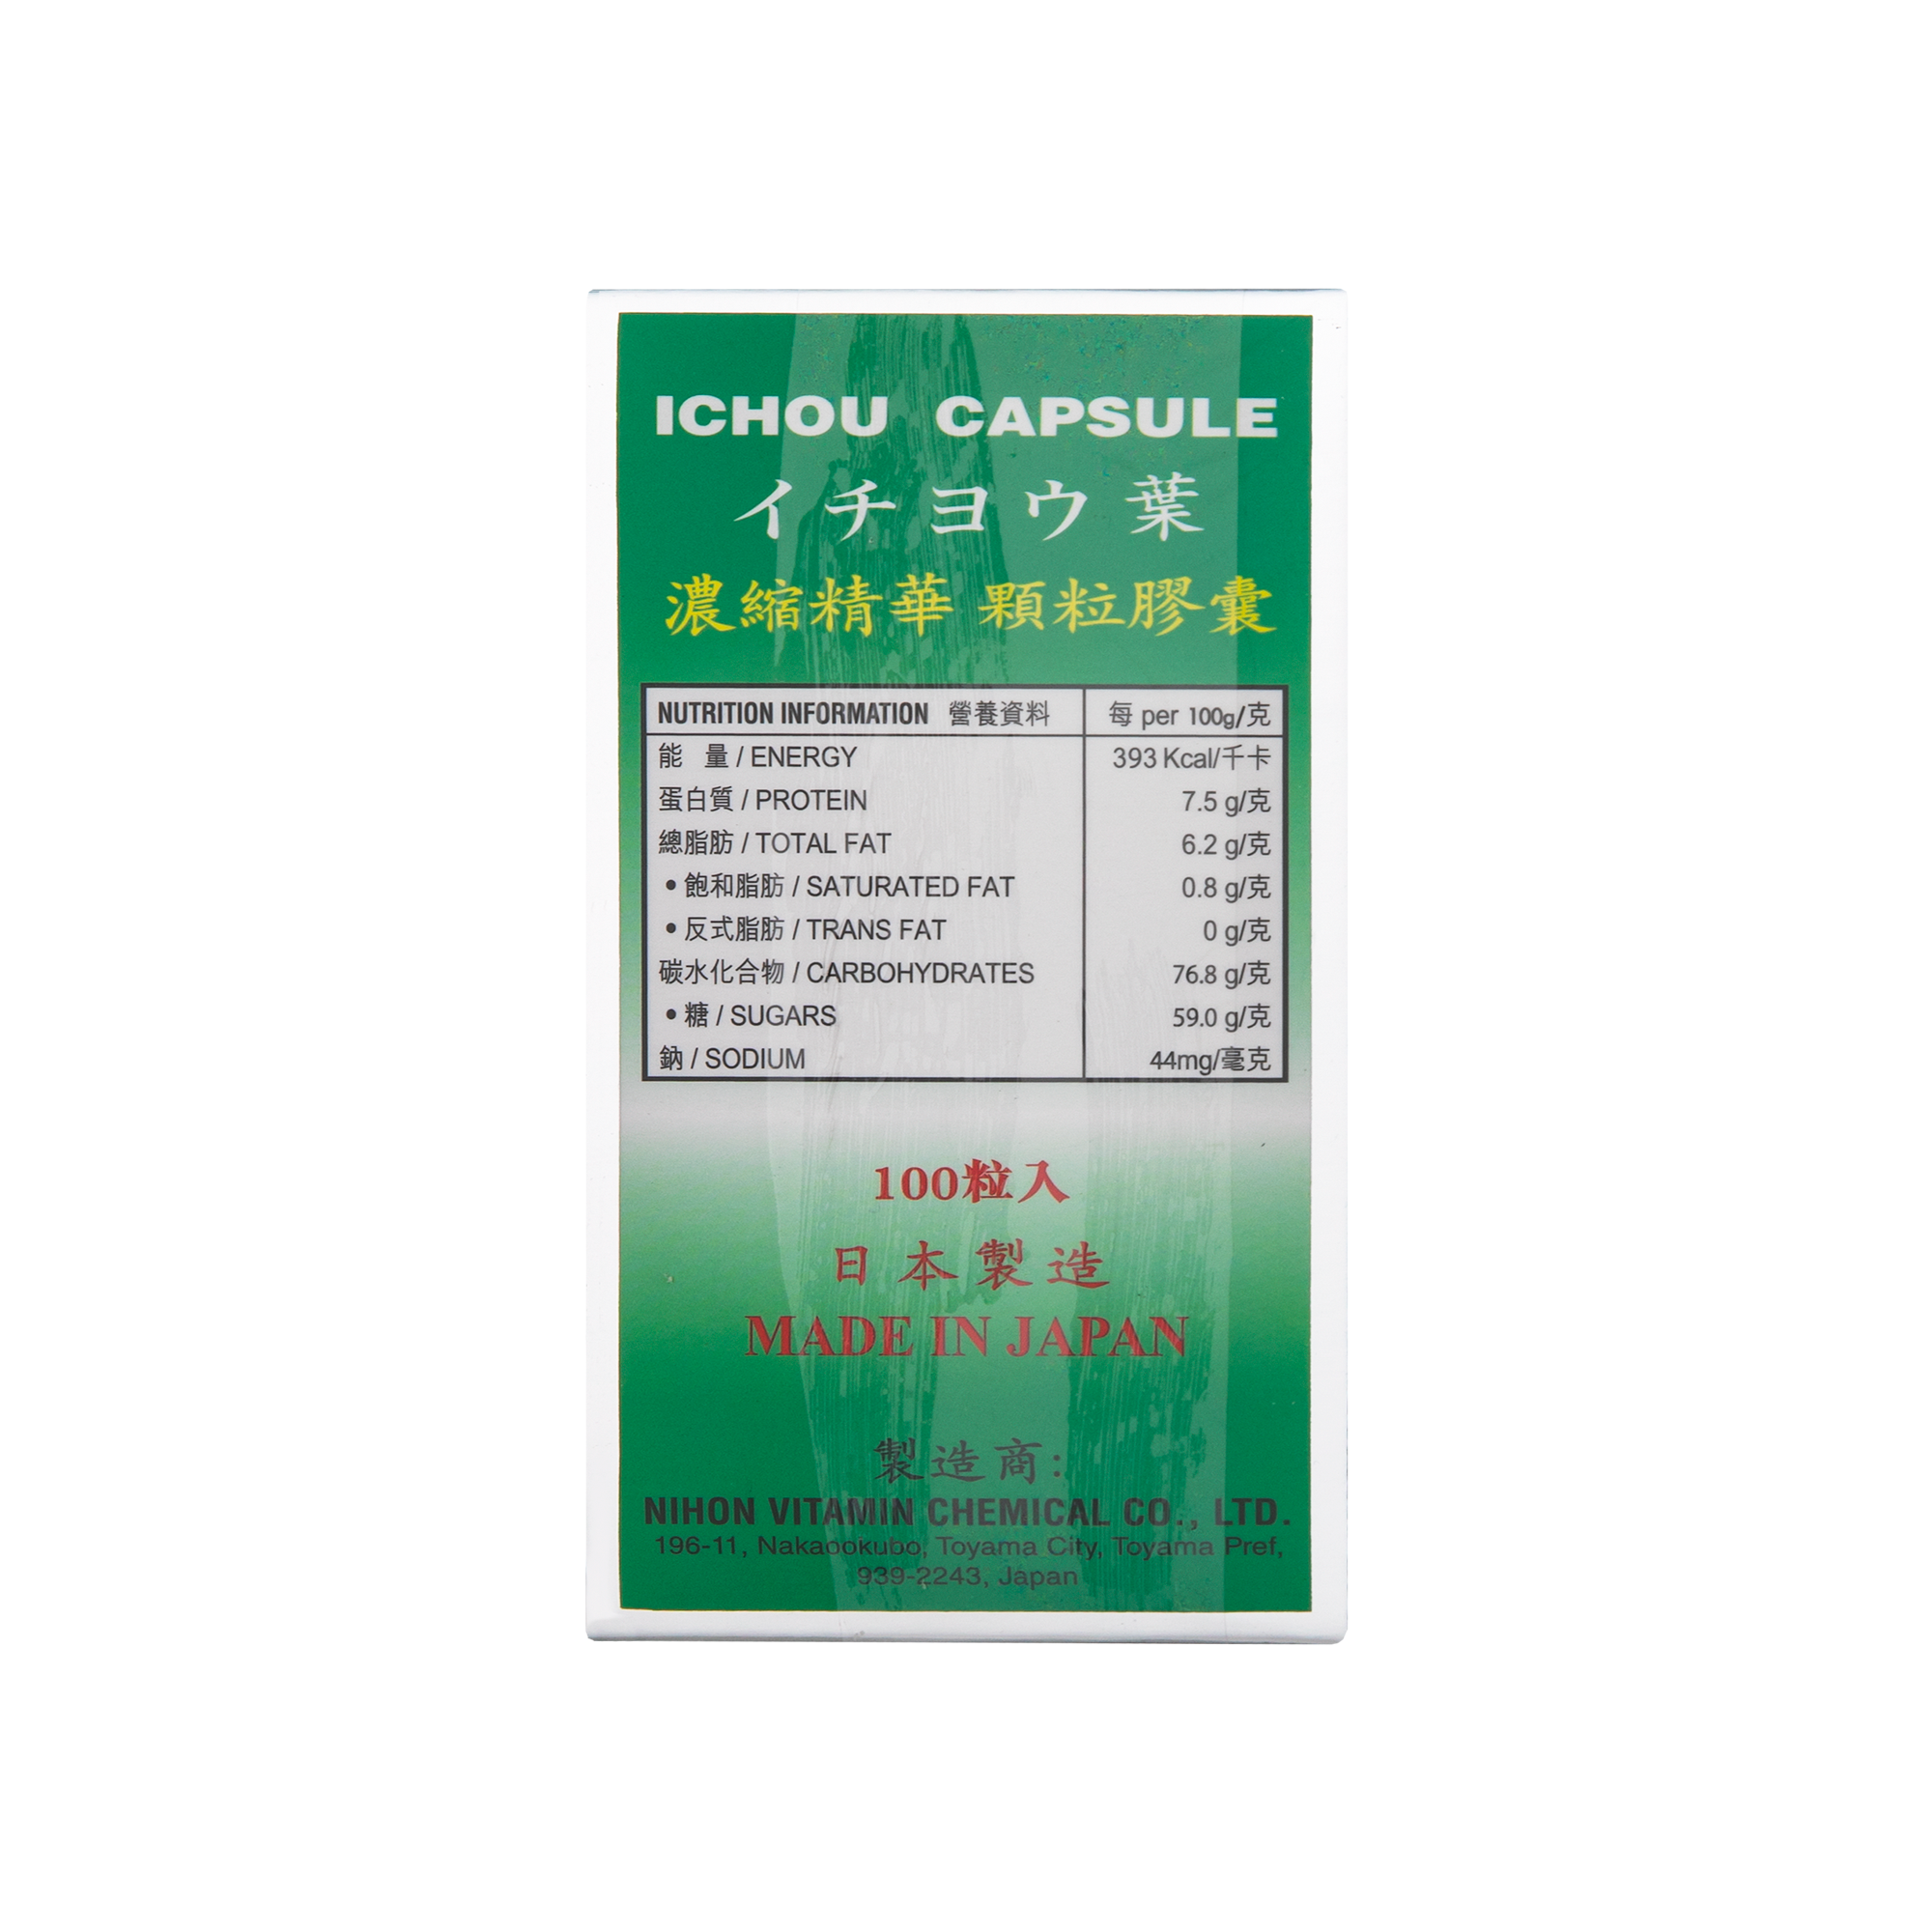 ICHOU CAPSULE
イチヨウ葉
濃縮精華 顆粒膠囊
NUTRITION INFORMATION 營養資料 每 per 100g/克
能 量 / ENERGY 393 Kcal/千卡
蛋白質 / PROTEIN 7.5 g/克
總脂肪 / TOTAL FAT 6.2 g/克
• 飽和脂肪 / SATURATED FAT 0.8 g/克
• 反式脂肪 / TRANS FAT 0 g/克
碳水化合物 / CARBOHYDRATES 76.8 g/克
• 糖 / SUGARS 59.0 g/克
鈉 / SODIUM 44mg/毫克
100粒入
日本製造
MADE IN JAPAN
製造商:
NIHON VITAMIN CHEMICAL CO., LTD.
196-11, Nakaookubo, Toyama City, Toyama Pref,
939-2243, Japan